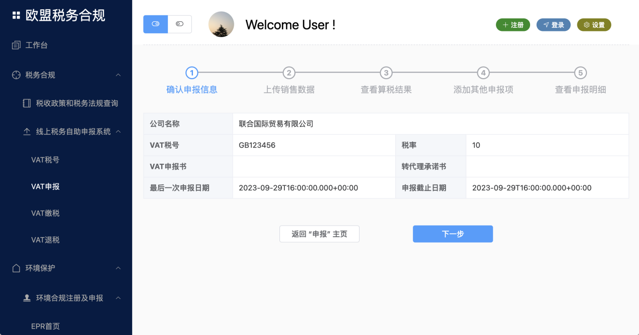 欧盟税务合规
Welcome User !
注册
登录
设置
工作台
税务合规
税收政策和税务法规查询
线上税务自助申报系统
VAT税号
VAT申报
VAT缴税
VAT退税
环境保护
环境合规注册及申报
EPR首页
1 2 3 4 5
确认申报信息 上传销售数据 查看算税结果 添加其他申报项 查看申报明细
公司名称 联合国际贸易有限公司
VAT税号 GB123456 税率 10
VAT申报书 转代理承诺书
最后一次申报日期 2023-09-29T16:00:00.000+00:00 申报截止日期 2023-09-29T16:00:00.000+00:00
返回 “申报” 主页 下一步